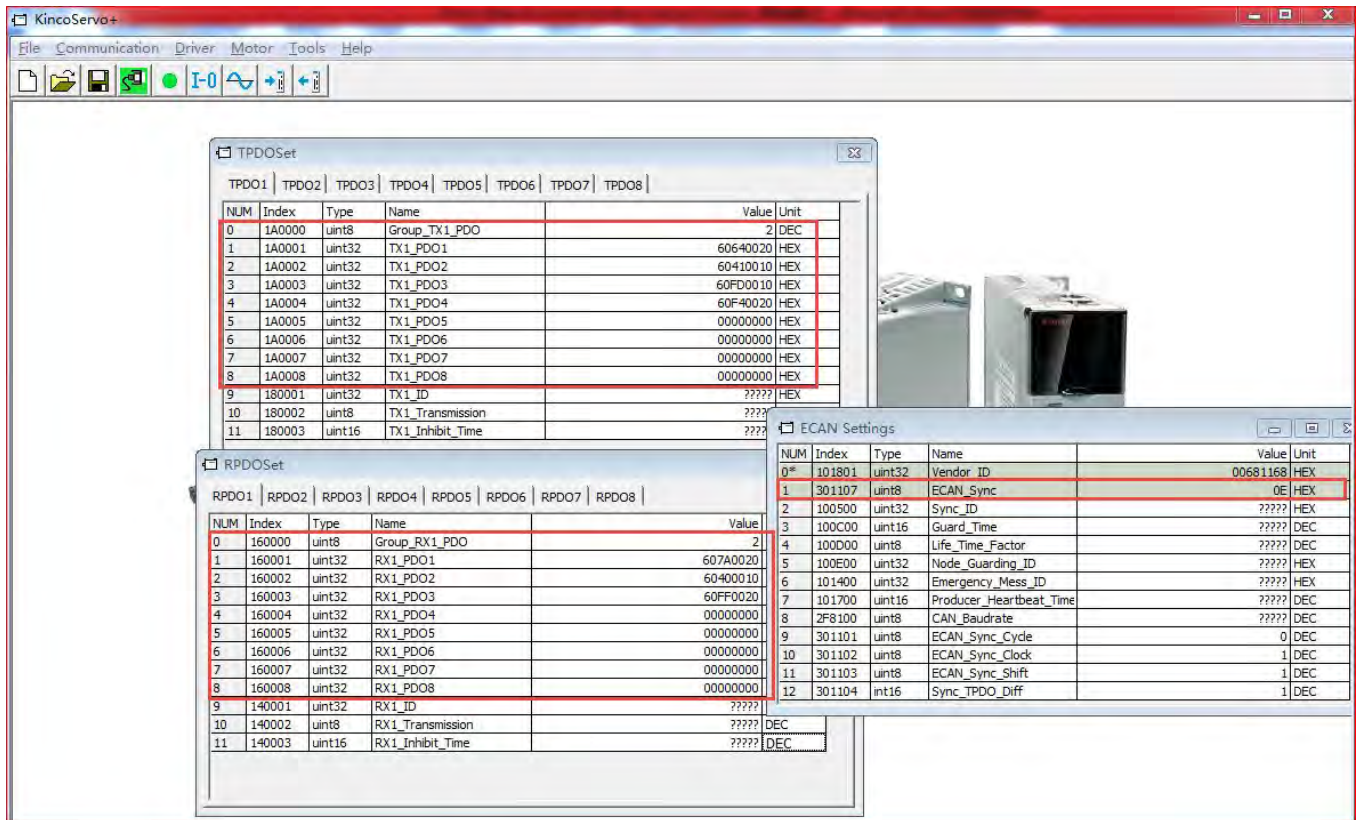 KincoServo+
File Communication Driver Motor Tools Help
I-O
TPDOSet
TPDO1 TPDO2 TPDO3 TPDO4 TPDO5 TPDO6 TPDO7 TPDO8
NUM Index Type Name Value Unit
0 1A0000 uint8 Group_TX1_PDO 2 DEC
1 1A0001 uint32 TX1_PDO1 60640020 HEX
2 1A0002 uint32 TX1_PDO2 60410010 HEX
3 1A0003 uint32 TX1_PDO3 60FD0010 HEX
4 1A0004 uint32 TX1_PDO4 60F40020 HEX
5 1A0005 uint32 TX1_PDO5 00000000 HEX
6 1A0006 uint32 TX1_PDO6 00000000 HEX
7 1A0007 uint32 TX1_PDO7 00000000 HEX
8 1A0008 uint32 TX1_PDO8 00000000 HEX
9 180001 uint32 TX1_ID ????? HEX
10 180002 uint8 TX1_Transmission ????
11 180003 uint16 TX1_Inhibit_Time ????
RPDOSet
RPDO1 RPDO2 RPDO3 RPDO4 RPDO5 RPDO6 RPDO7 RPDO8
NUM Index Type Name Value
0 160000 uint8 Group_RX1_PDO 2
1 160001 uint32 RX1_PDO1 607A0020
2 160002 uint32 RX1_PDO2 60400010
3 160003 uint32 RX1_PDO3 60FF0020
4 160004 uint32 RX1_PDO4 00000000
5 160005 uint32 RX1_PDO5 00000000
6 160006 uint32 RX1_PDO6 00000000
7 160007 uint32 RX1_PDO7 00000000
8 160008 uint32 RX1_PDO8 00000000
9 140001 uint32 RX1_ID ?????
10 140002 uint8 RX1_Transmission ????? DEC
11 140003 uint16 RX1_Inhibit_Time ????? DEC
ECAN Settings
NUM Index Type Name Value Unit
0* 101801 uint32 Vendor_ID 00681168 HEX
1 301107 uint8 ECAN_Sync 0E HEX
2 100500 uint32 Sync_ID ????? HEX
3 100C00 uint16 Guard_Time ????? DEC
4 100D00 uint8 Life_Time_Factor ????? DEC
5 100E00 uint32 Node_Guarding_ID ????? HEX
6 101400 uint32 Emergency_Mess_ID ????? HEX
7 101700 uint16 Producer_Heartbeat_Time ????? DEC
8 2F8100 uint8 CAN_Baudrate ????? DEC
9 301101 uint8 ECAN_Sync_Cycle 0 DEC
10 301102 uint8 ECAN_Sync_Clock 1 DEC
11 301103 uint8 ECAN_Sync_Shift 1 DEC
12 301104 int16 Sync_TPDO_Diff 1 DEC